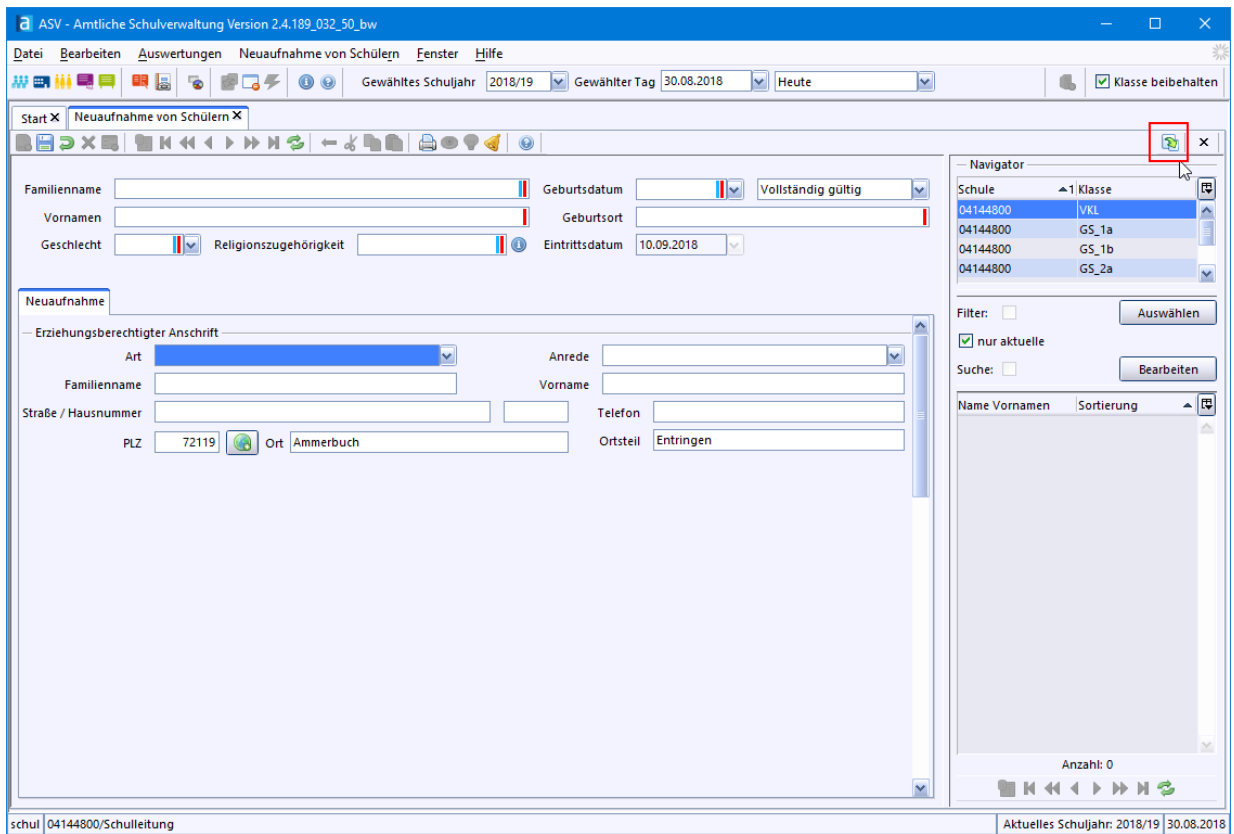 ASV - Amtliche Schulverwaltung Version 2.4.189_032_50_bw
Datei Bearbeiten Auswertungen Neuaufnahme von Schülern Fenster Hilfe
Gewähltes Schuljahr 2018/19 Gewählter Tag 30.08.2018 Heute Klasse beibehalten
Start X Neuaufnahme von Schülern X
Navigator
Familienname Geburtsdatum Vollständig gültig
Schule 1 Klasse
04144800 VKL
Vornamen Geburtsort
04144800 GS_1a
Geschlecht Religionszugehörigkeit Eintrittsdatum 10.09.2018
04144800 GS_1b
04144800 GS_2a
Neuaufnahme
Filter: Auswählen
Erziehungsberechtigter Anschrift
nur aktuelle
Art Anrede
Suche: Bearbeiten
Familienname Vorname
Name Vornamen Sortierung
Straße / Hausnummer Telefon
PLZ 72119 Ort Ammerbuch Ortsteil Entringen
Anzahl: 0
schul 04144800/Schulleitung Aktuelles Schuljahr: 2018/19 30.08.2018